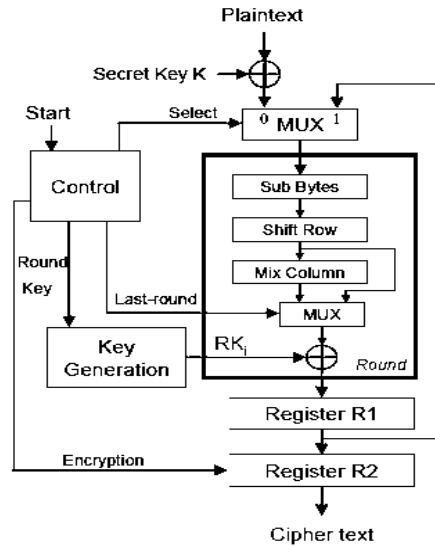 Plaintext
Secret Key K
Start
Select
0 MUX 1
Control
Sub Bytes
Shift Row
Round
Key
Mix Column
Last-round
MUX
Key
Generation
RKi
Round
Register R1
Encryption
Register R2
Cipher text